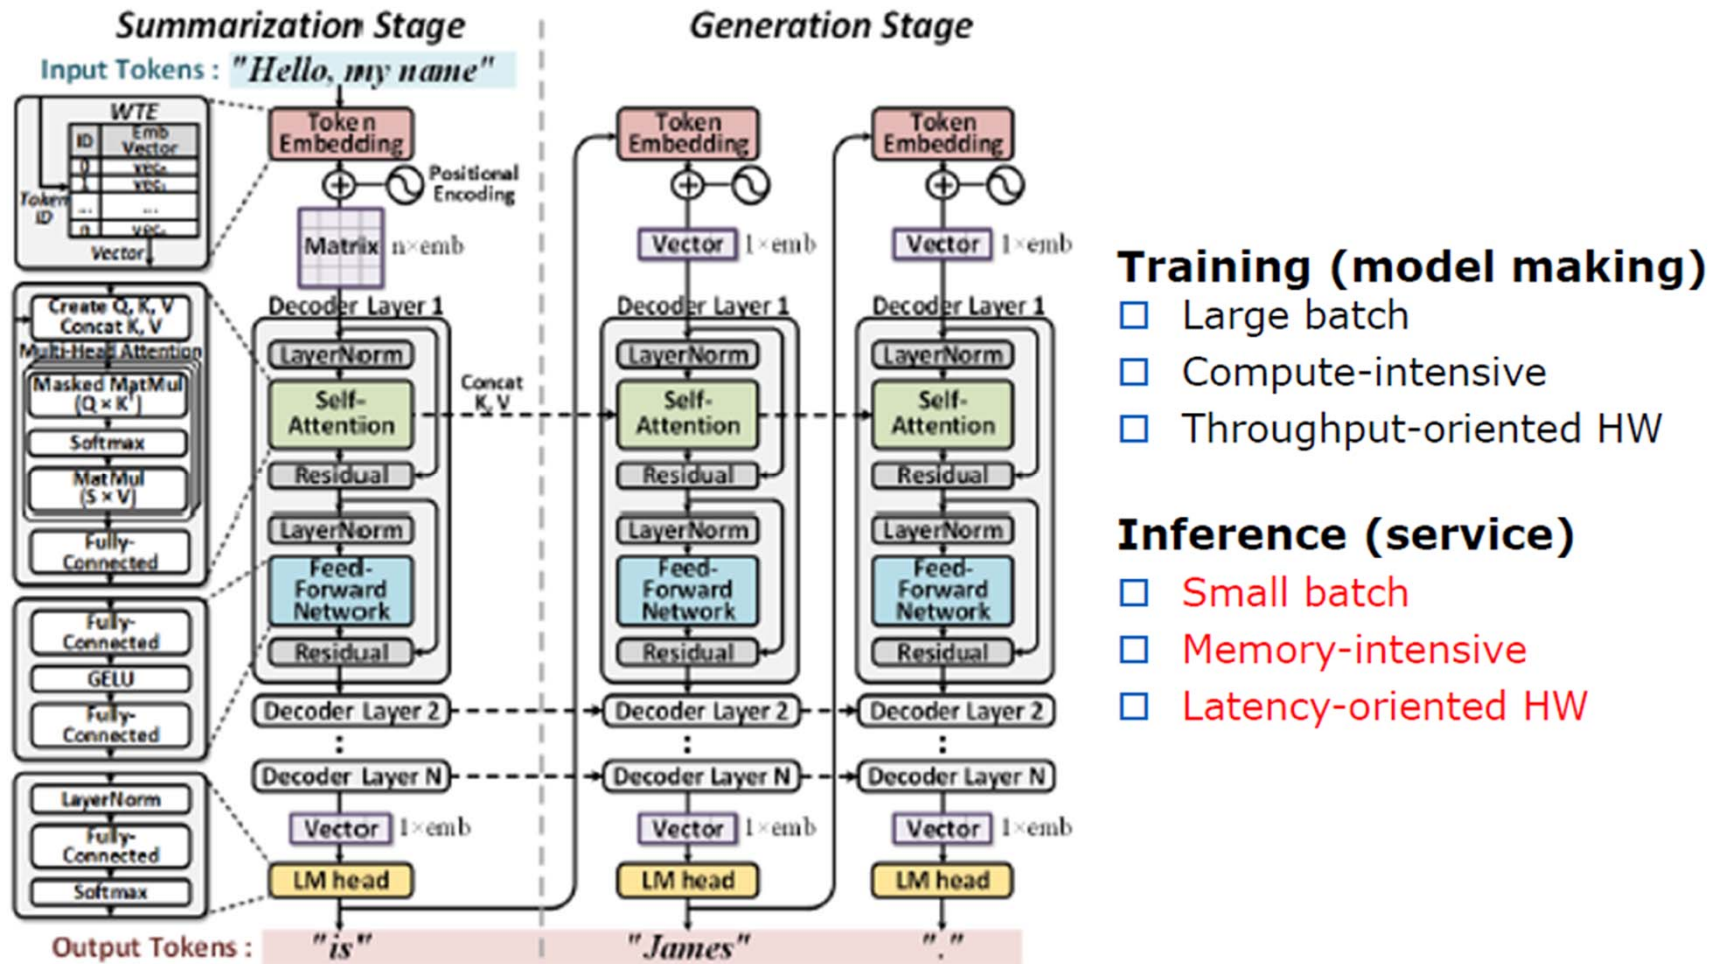 Summarization Stage
Generation Stage
Input Tokens : "Hello, my name"
WTE
ID
Emb
Vector
0 vec₀
1 vec₁
... ...
n vecₙ
Token
ID
Vector
Create Q, K, V
Concat K, V
Multi-Head Attention
Masked MatMul
(Q × Kᵀ)
Softmax
MatMul
(S × V)
Fully-
Connected
Fully-
Connected
GELU
Fully-
Connected
LayerNorm
Fully-
Connected
Softmax
Token
Embedding
Positional
Encoding
Matrix n×emb
Decoder Layer 1
LayerNorm
Self-
Attention
Residual
LayerNorm
Feed-
Forward
Network
Residual
Decoder Layer 2
:
Decoder Layer N
Vector 1×emb
LM head
Concat
K, V
Token
Embedding
Vector 1×emb
Decoder Layer 1
LayerNorm
Self-
Attention
Residual
LayerNorm
Feed-
Forward
Network
Residual
Decoder Layer 2
:
Decoder Layer N
Vector 1×emb
LM head
Token
Embedding
Vector 1×emb
Decoder Layer 1
LayerNorm
Self-
Attention
Residual
LayerNorm
Feed-
Forward
Network
Residual
Decoder Layer 2
:
Decoder Layer N
Vector 1×emb
LM head
Output Tokens : "is" "James" "."
Training (model making)
Large batch
Compute-intensive
Throughput-oriented HW
Inference (service)
Small batch
Memory-intensive
Latency-oriented HW